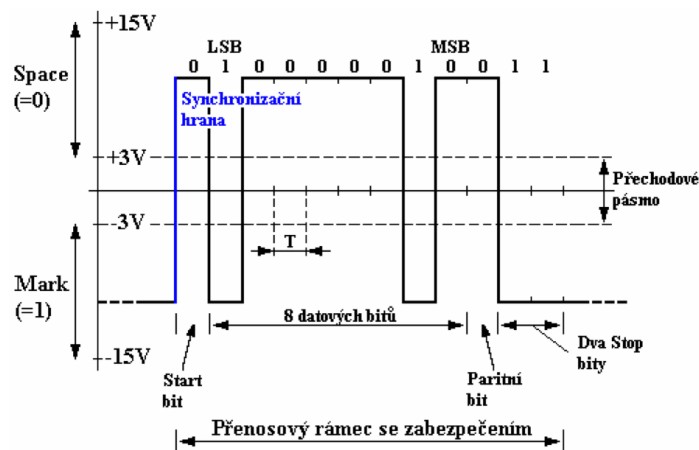 +15V
LSB
MSB
0 1 0 0 0 0 0 1 0 0 1 1
Space
(=0)
Synchronizační
hrana
+3V
Přechodové
pásmo
-3V
T
Mark
(=1)
8 datových bitů
-15V
Start
bit
Paritní
bit
Dva Stop
bity
Přenosový rámec se zabezpečením